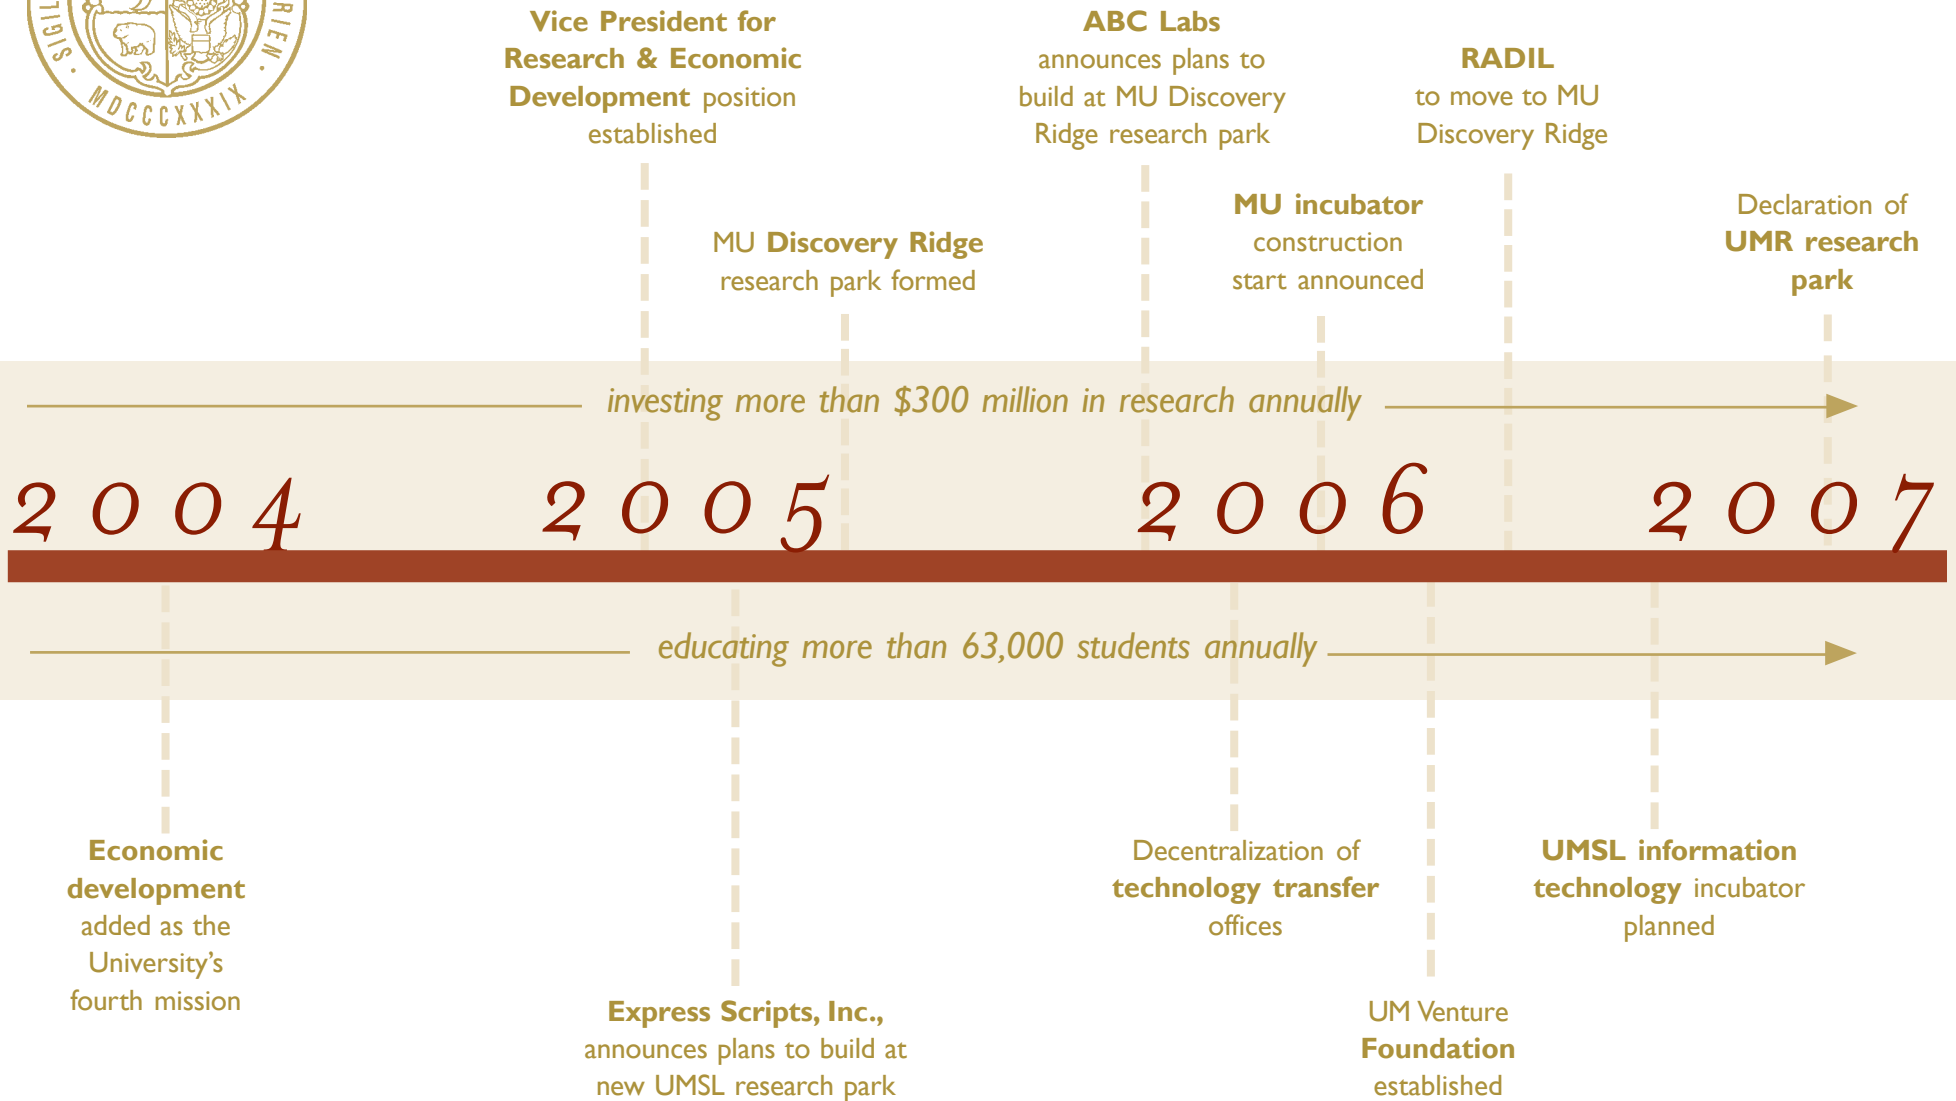 MDCCCXXXIX
Vice President for
Research & Economic
Development position
established
ABC Labs
announces plans to
build at MU Discovery
Ridge research park
RADIL
to move to MU
Discovery Ridge
MU Discovery Ridge
research park formed
MU incubator
construction
start announced
Declaration of
UMR research
park
investing more than $300 million in research annually
2004
2005
2006
2007
educating more than 63,000 students annually
Economic
development
added as the
University’s
fourth mission
Express Scripts, Inc.,
announces plans to build at
new UMSL research park
Decentralization of
technology transfer
offices
UM Venture
Foundation
established
UMSL information
technology incubator
planned